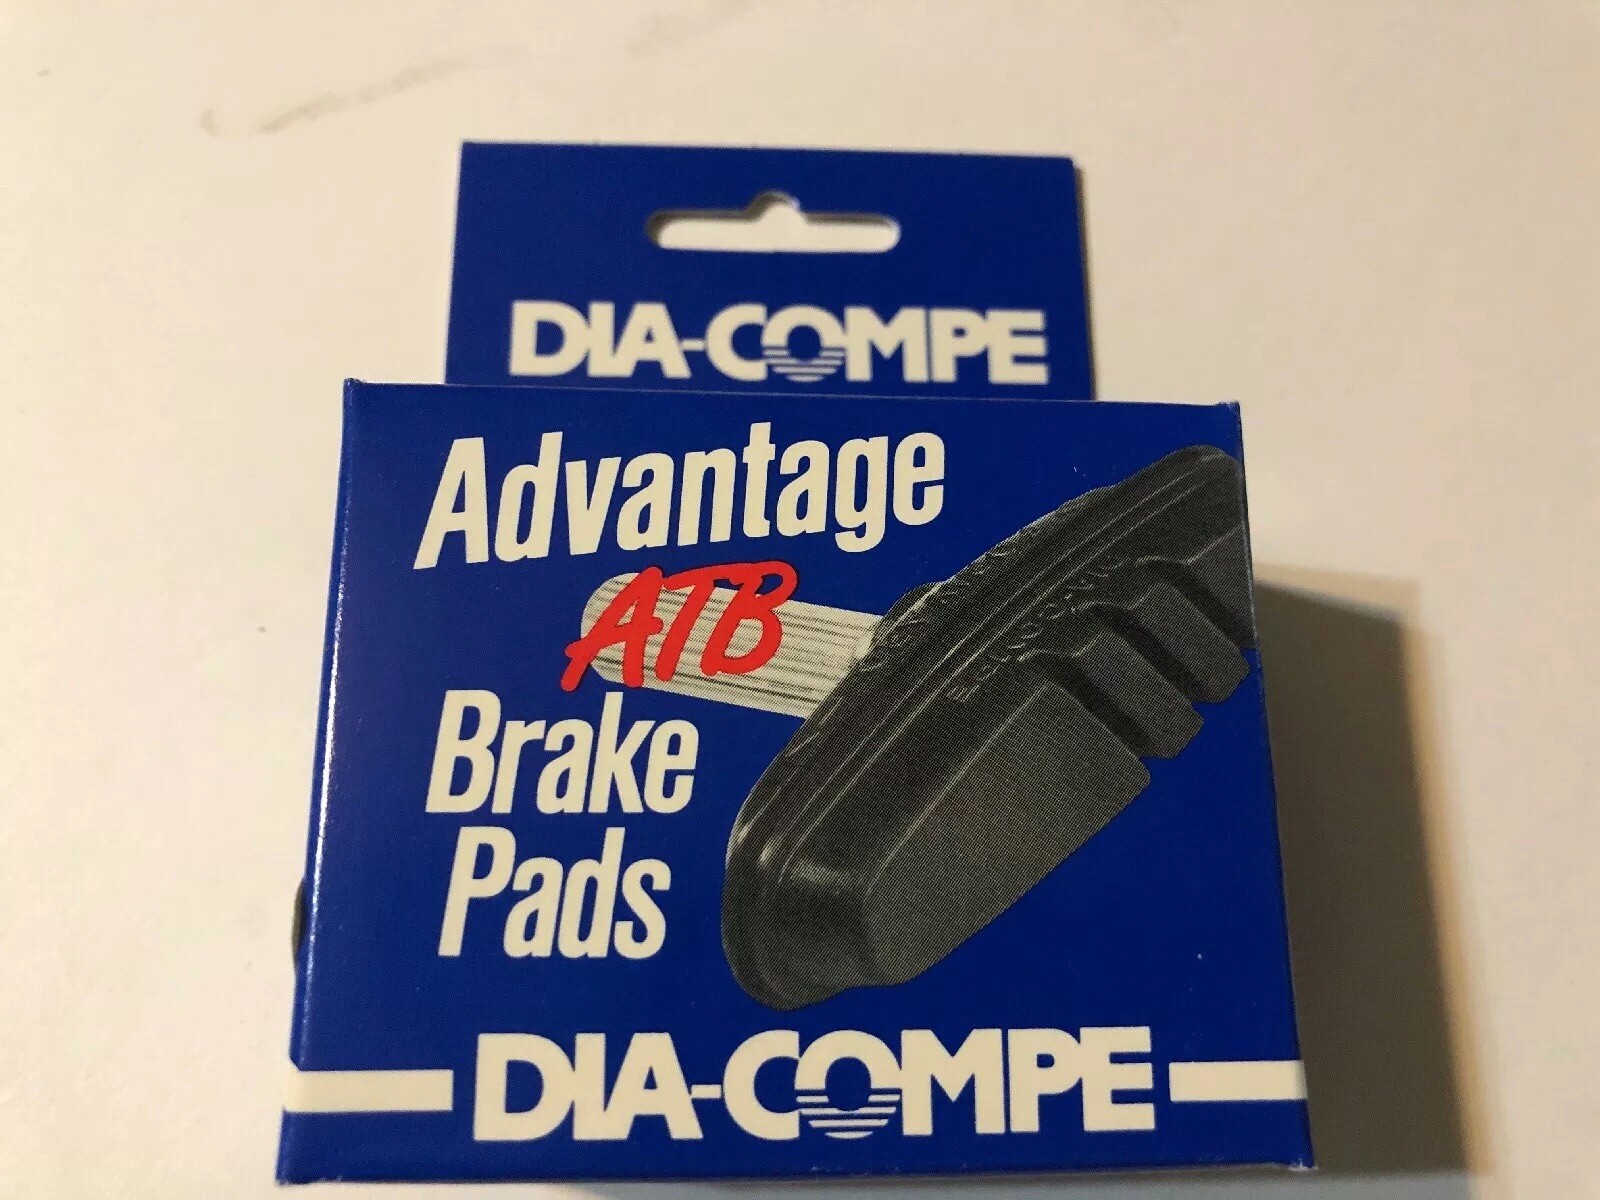 DIA-COMPE
Advantage
ATB
Brake
Pads
DIA-COMPE